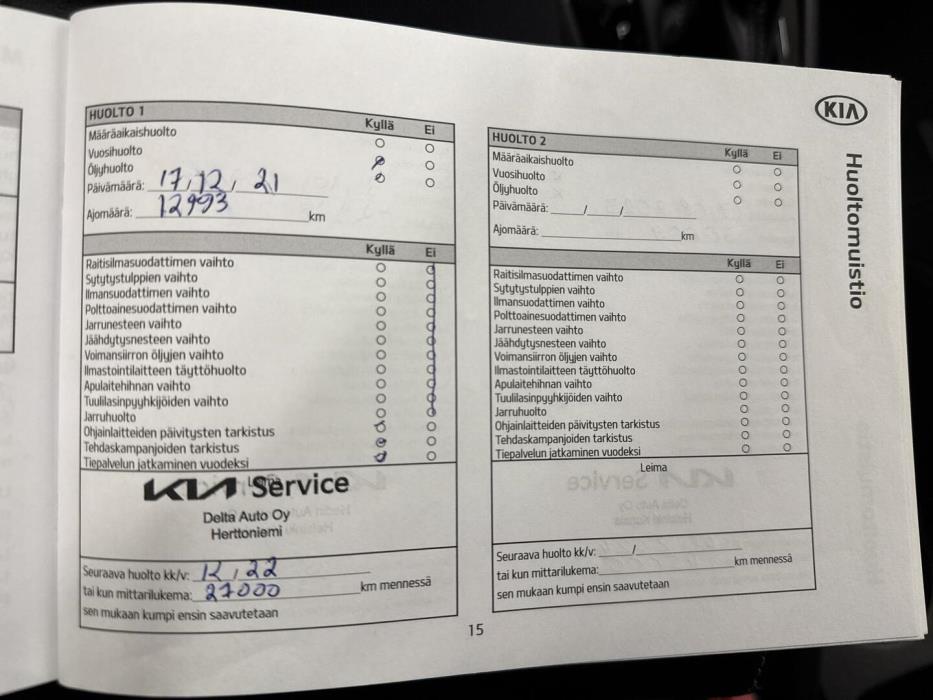 HUOLTO 1
Kyllä Ei
Määräaikaishuolto
Vuosihuolto
Öljyhuolto
Päivämäärä: 17/12/21
Ajomäärä: 12993 km
Kyllä Ei
Raitisilmasuodattimen vaihto
Sytytystulppien vaihto
Ilmansuodattimen vaihto
Polttoainesuodattimen vaihto
Jarrunesteen vaihto
Jäähdytysnesteen vaihto
Voimansiirron öljyjen vaihto
Ilmastointilaitteen täyttöhuolto
Apulaitehihnan vaihto
Tuulilasinpyyhkijöiden vaihto
Jarruhuolto
Ohjainlaitteiden päivitysten tarkistus
Tehdaskampanjoiden tarkistus
Tiepalvelun jatkaminen vuodeksi
KIA Service
Delta Auto Oy
Herttoniemi
Seuraava huolto kk/v: 12/22
tai kun mittarilukema: 27000 km mennessä
sen mukaan kumpi ensin saavutetaan
HUOLTO 2
Kyllä Ei
Määräaikaishuolto
Vuosihuolto
Öljyhuolto
Päivämäärä: / /
Ajomäärä: km
Kyllä Ei
Raitisilmasuodattimen vaihto
Sytytystulppien vaihto
Ilmansuodattimen vaihto
Polttoainesuodattimen vaihto
Jarrunesteen vaihto
Jäähdytysnesteen vaihto
Voimansiirron öljyjen vaihto
Ilmastointilaitteen täyttöhuolto
Apulaitehihnan vaihto
Tuulilasinpyyhkijöiden vaihto
Jarruhuolto
Ohjainlaitteiden päivitysten tarkistus
Tehdaskampanjoiden tarkistus
Tiepalvelun jatkaminen vuodeksi
Leima
Seuraava huolto kk/v: /
tai kun mittarilukema: km mennessä
sen mukaan kumpi ensin saavutetaan
KIA
Huoltomuistio
15